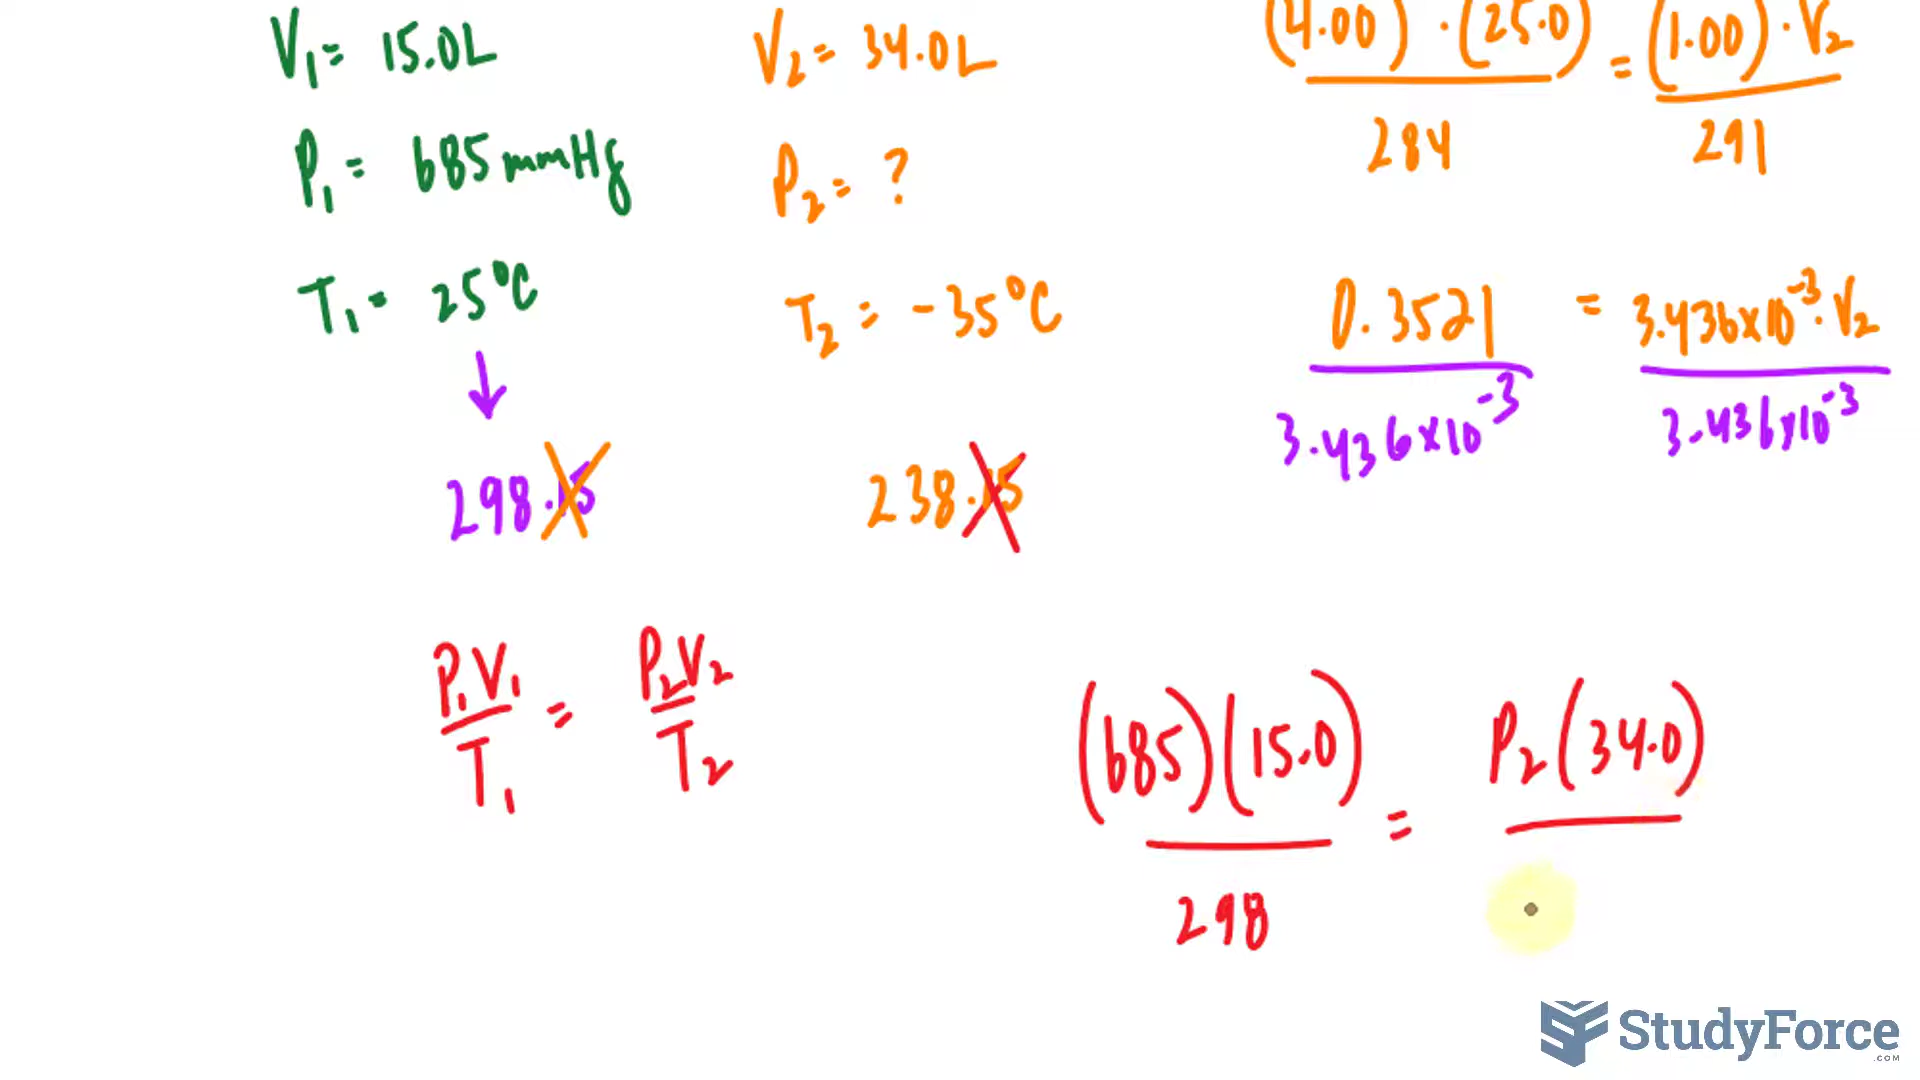 V₁ = 15.0L
P₁ = 685 mmHg
T₁ = 25°C
298.15
V₂ = 34.0L
P₂ = ?
T₂ = -35°C
238.15
(4.00) · (25.0) = (1.00) · V₂
284 291
0.3521 = 3.436x10⁻³ · V₂
3.436x10⁻³ 3.436x10⁻³
P₁V₁ = P₂V₂
T₁ T₂
(685)(15.0) = P₂(34.0)
298
StudyForce
.COM